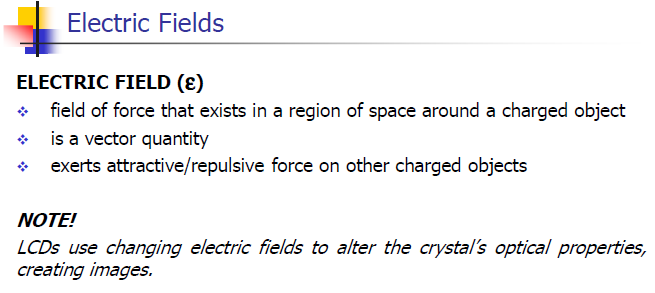 Electric Fields
ELECTRIC FIELD (ε)
❖ field of force that exists in a region of space around a charged object
❖ is a vector quantity
❖ exerts attractive/repulsive force on other charged objects
NOTE!
LCDs use changing electric fields to alter the crystal's optical properties,
creating images.